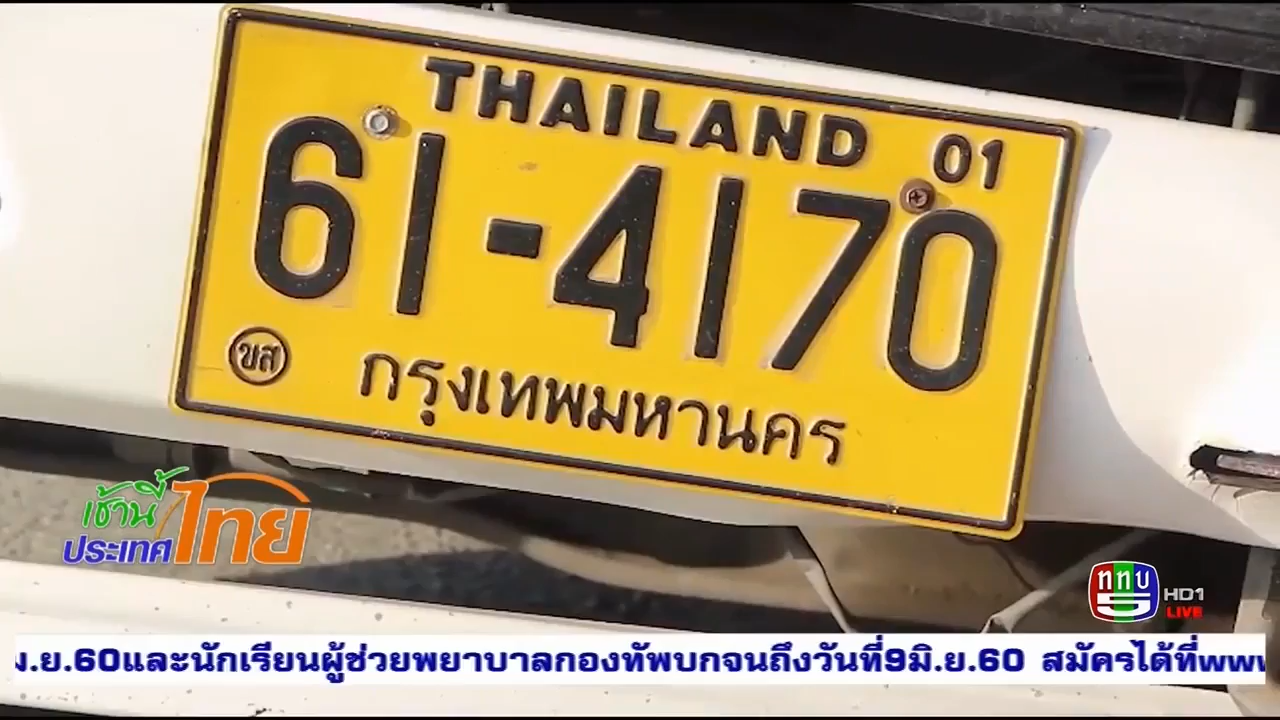 THAILAND 01
61-4170
ขส
กรุงเทพมหานคร
เช้านี้
ประเทศไทย
ททบ
5
HD1
LIVE
ม.ย.60และนักเรียนผู้ช่วยพยาบาลกองทัพบกจนถึงวันที่9มิ.ย.60 สมัครได้ที่www